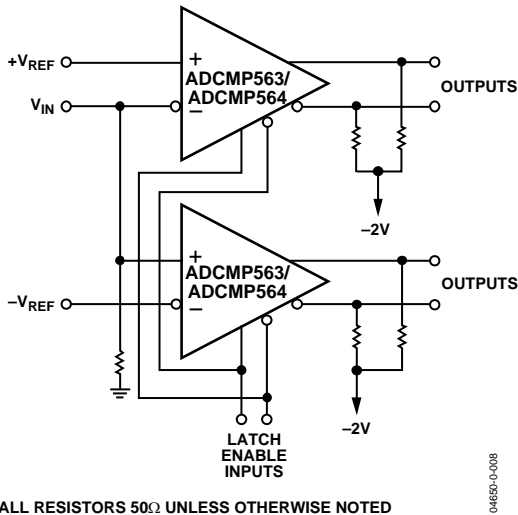 +VREF
VIN
+
ADCMP563/
ADCMP564
−
OUTPUTS
−2V
−VREF
+
ADCMP563/
ADCMP564
−
OUTPUTS
−2V
LATCH
ENABLE
INPUTS
ALL RESISTORS 50Ω UNLESS OTHERWISE NOTED
04650-0-008